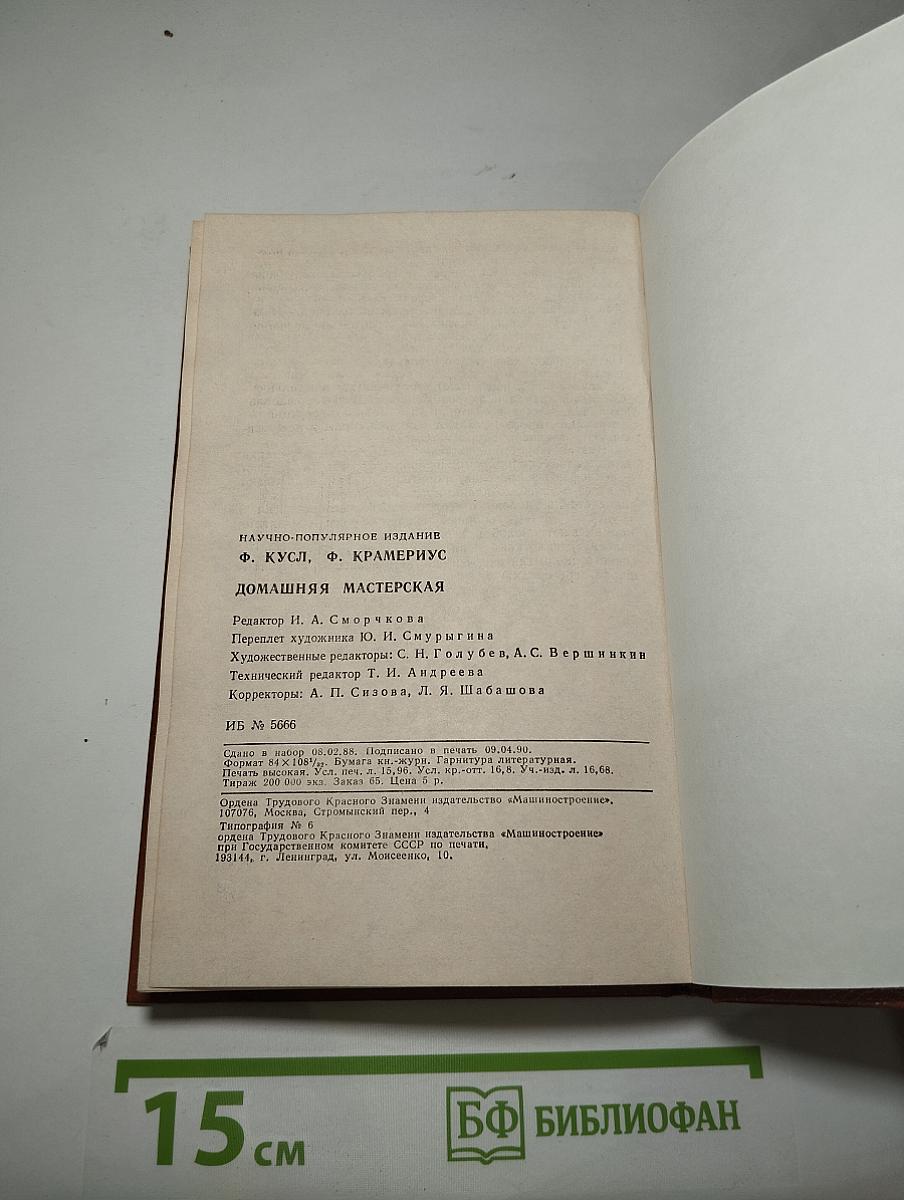 НАУЧНО-ПОПУЛЯРНОЕ ИЗДАНИЕ
Ф. КУСЛ, Ф. КРАМЕРИУС
ДОМАШНЯЯ МАСТЕРСКАЯ
Редактор И. А. Сморчкова
Переплет художника Ю. И. Смурыгина
Художественные редакторы: С. Н. Голубев, А. С. Вершинкин
Технический редактор Т. И. Андреева
Корректоры: А. П. Сизова, Л. Я. Шабашова
ИБ № 5666
Сдано в набор 08.02.88. Подписано в печать 09.04.90.
Формат 84×108¹/₃₂. Бумага кн.-журн. Гарнитура литературная.
Печать высокая. Усл. печ. л. 15,96. Усл. кр.-отт. 16,8. Уч.-изд. л. 16,68.
Тираж 200 000 экз. Заказ 65. Цена 5 р.
Ордена Трудового Красного Знамени издательство «Машиностроение».
107076, Москва, Стромынский пер., 4
Типография № 6
ордена Трудового Красного Знамени издательства «Машиностроение»
при Государственном комитете СССР по печати.
193144, г. Ленинград, ул. Моисеенко, 10.
15 см
БФ БИБЛИОФАН